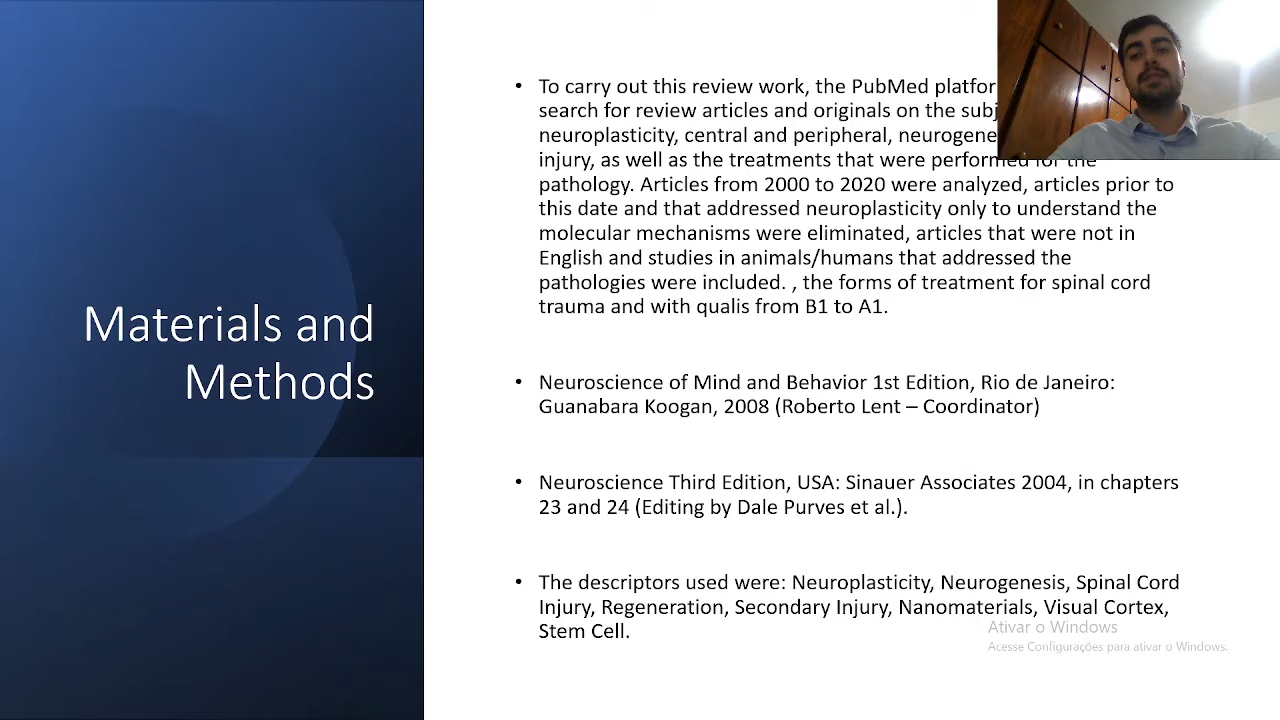 Materials and
Methods
• To carry out this review work, the PubMed
search for review articles and originals on the
neuroplasticity, central and peripheral,
injury, as well as the treatments that were performed for the
pathology. Articles from 2000 to 2020 were analyzed, articles prior to
this date and that addressed neuroplasticity only to understand the
molecular mechanisms were eliminated, articles that were not in
English and studies in animals/humans that addressed the
pathologies were included. , the forms of treatment for spinal cord
trauma and with qualis from B1 to A1.
• Neuroscience of Mind and Behavior 1st Edition, Rio de Janeiro:
Guanabara Koogan, 2008 (Roberto Lent – Coordinator)
• Neuroscience Third Edition, USA: Sinauer Associates 2004, in chapters
23 and 24 (Editing by Dale Purves et al.).
• The descriptors used were: Neuroplasticity, Neurogenesis, Spinal Cord
Injury, Regeneration, Secondary Injury, Nanomaterials, Visual Cortex,
Stem Cell.
Ativar o Windows
Acesse Configurações para ativar o Windows.